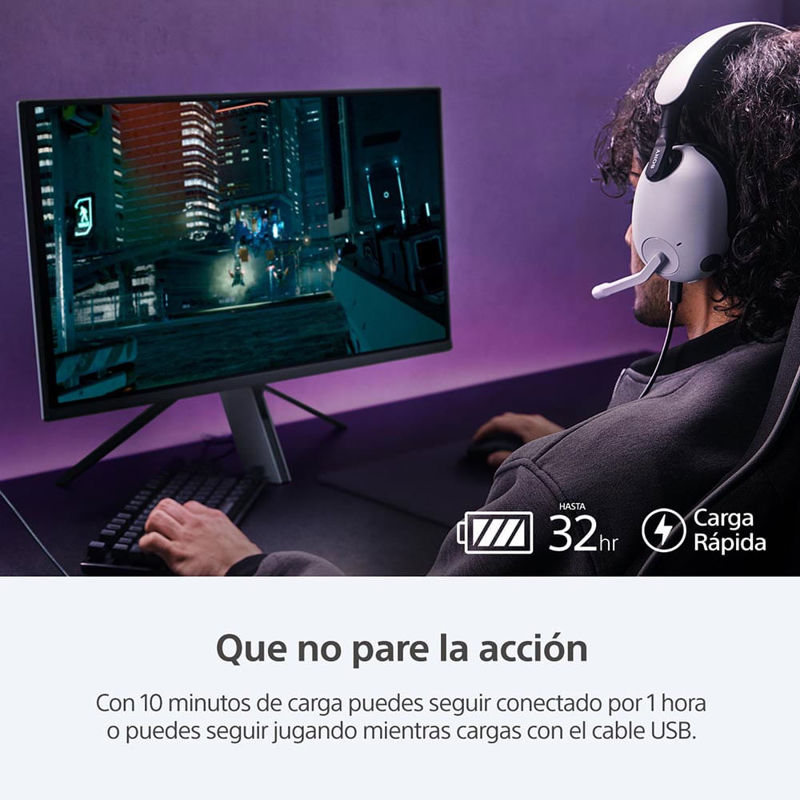 SONY
HASTA
32hr
Carga
Rápida
Que no pare la acción
Con 10 minutos de carga puedes seguir conectado por 1 hora
o puedes seguir jugando mientras cargas con el cable USB.